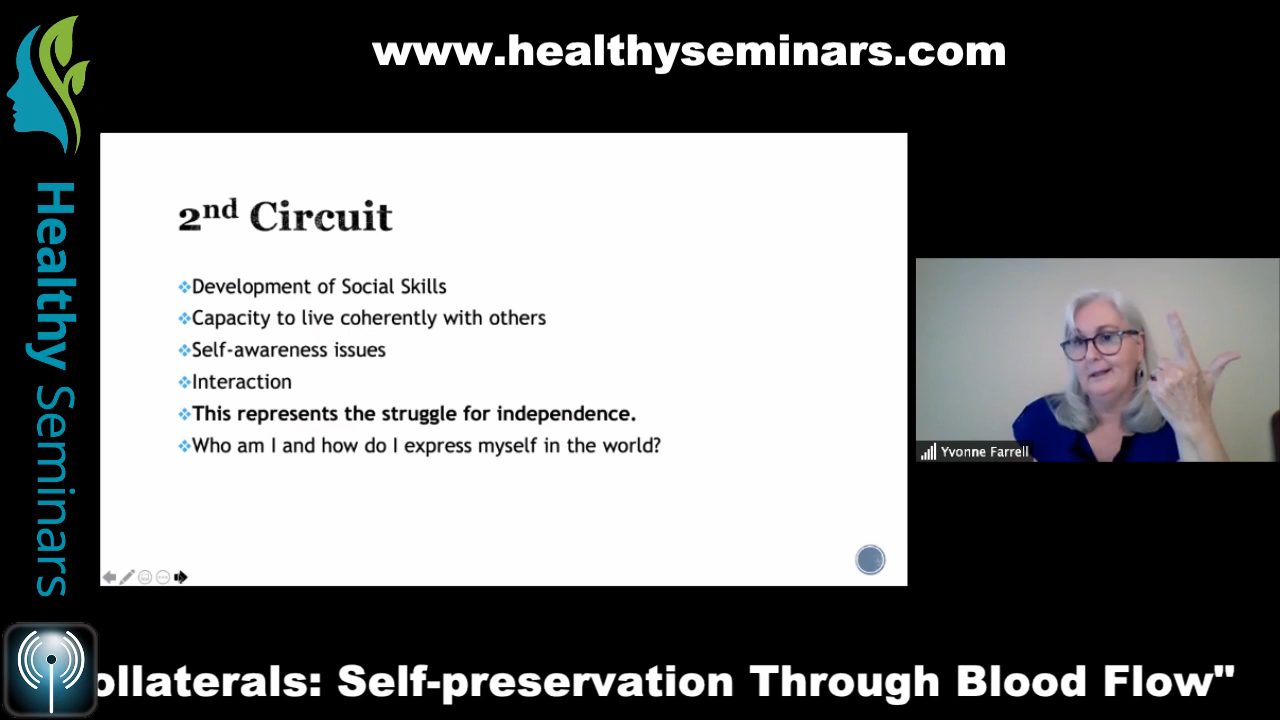 www.healthyseminars.com
Healthy Seminars
2nd Circuit
❖Development of Social Skills
❖Capacity to live coherently with others
❖Self-awareness issues
❖Interaction
❖This represents the struggle for independence.
❖Who am I and how do I express myself in the world?
Yvonne Farrell
ollaterals: Self-preservation Through Blood Flow"